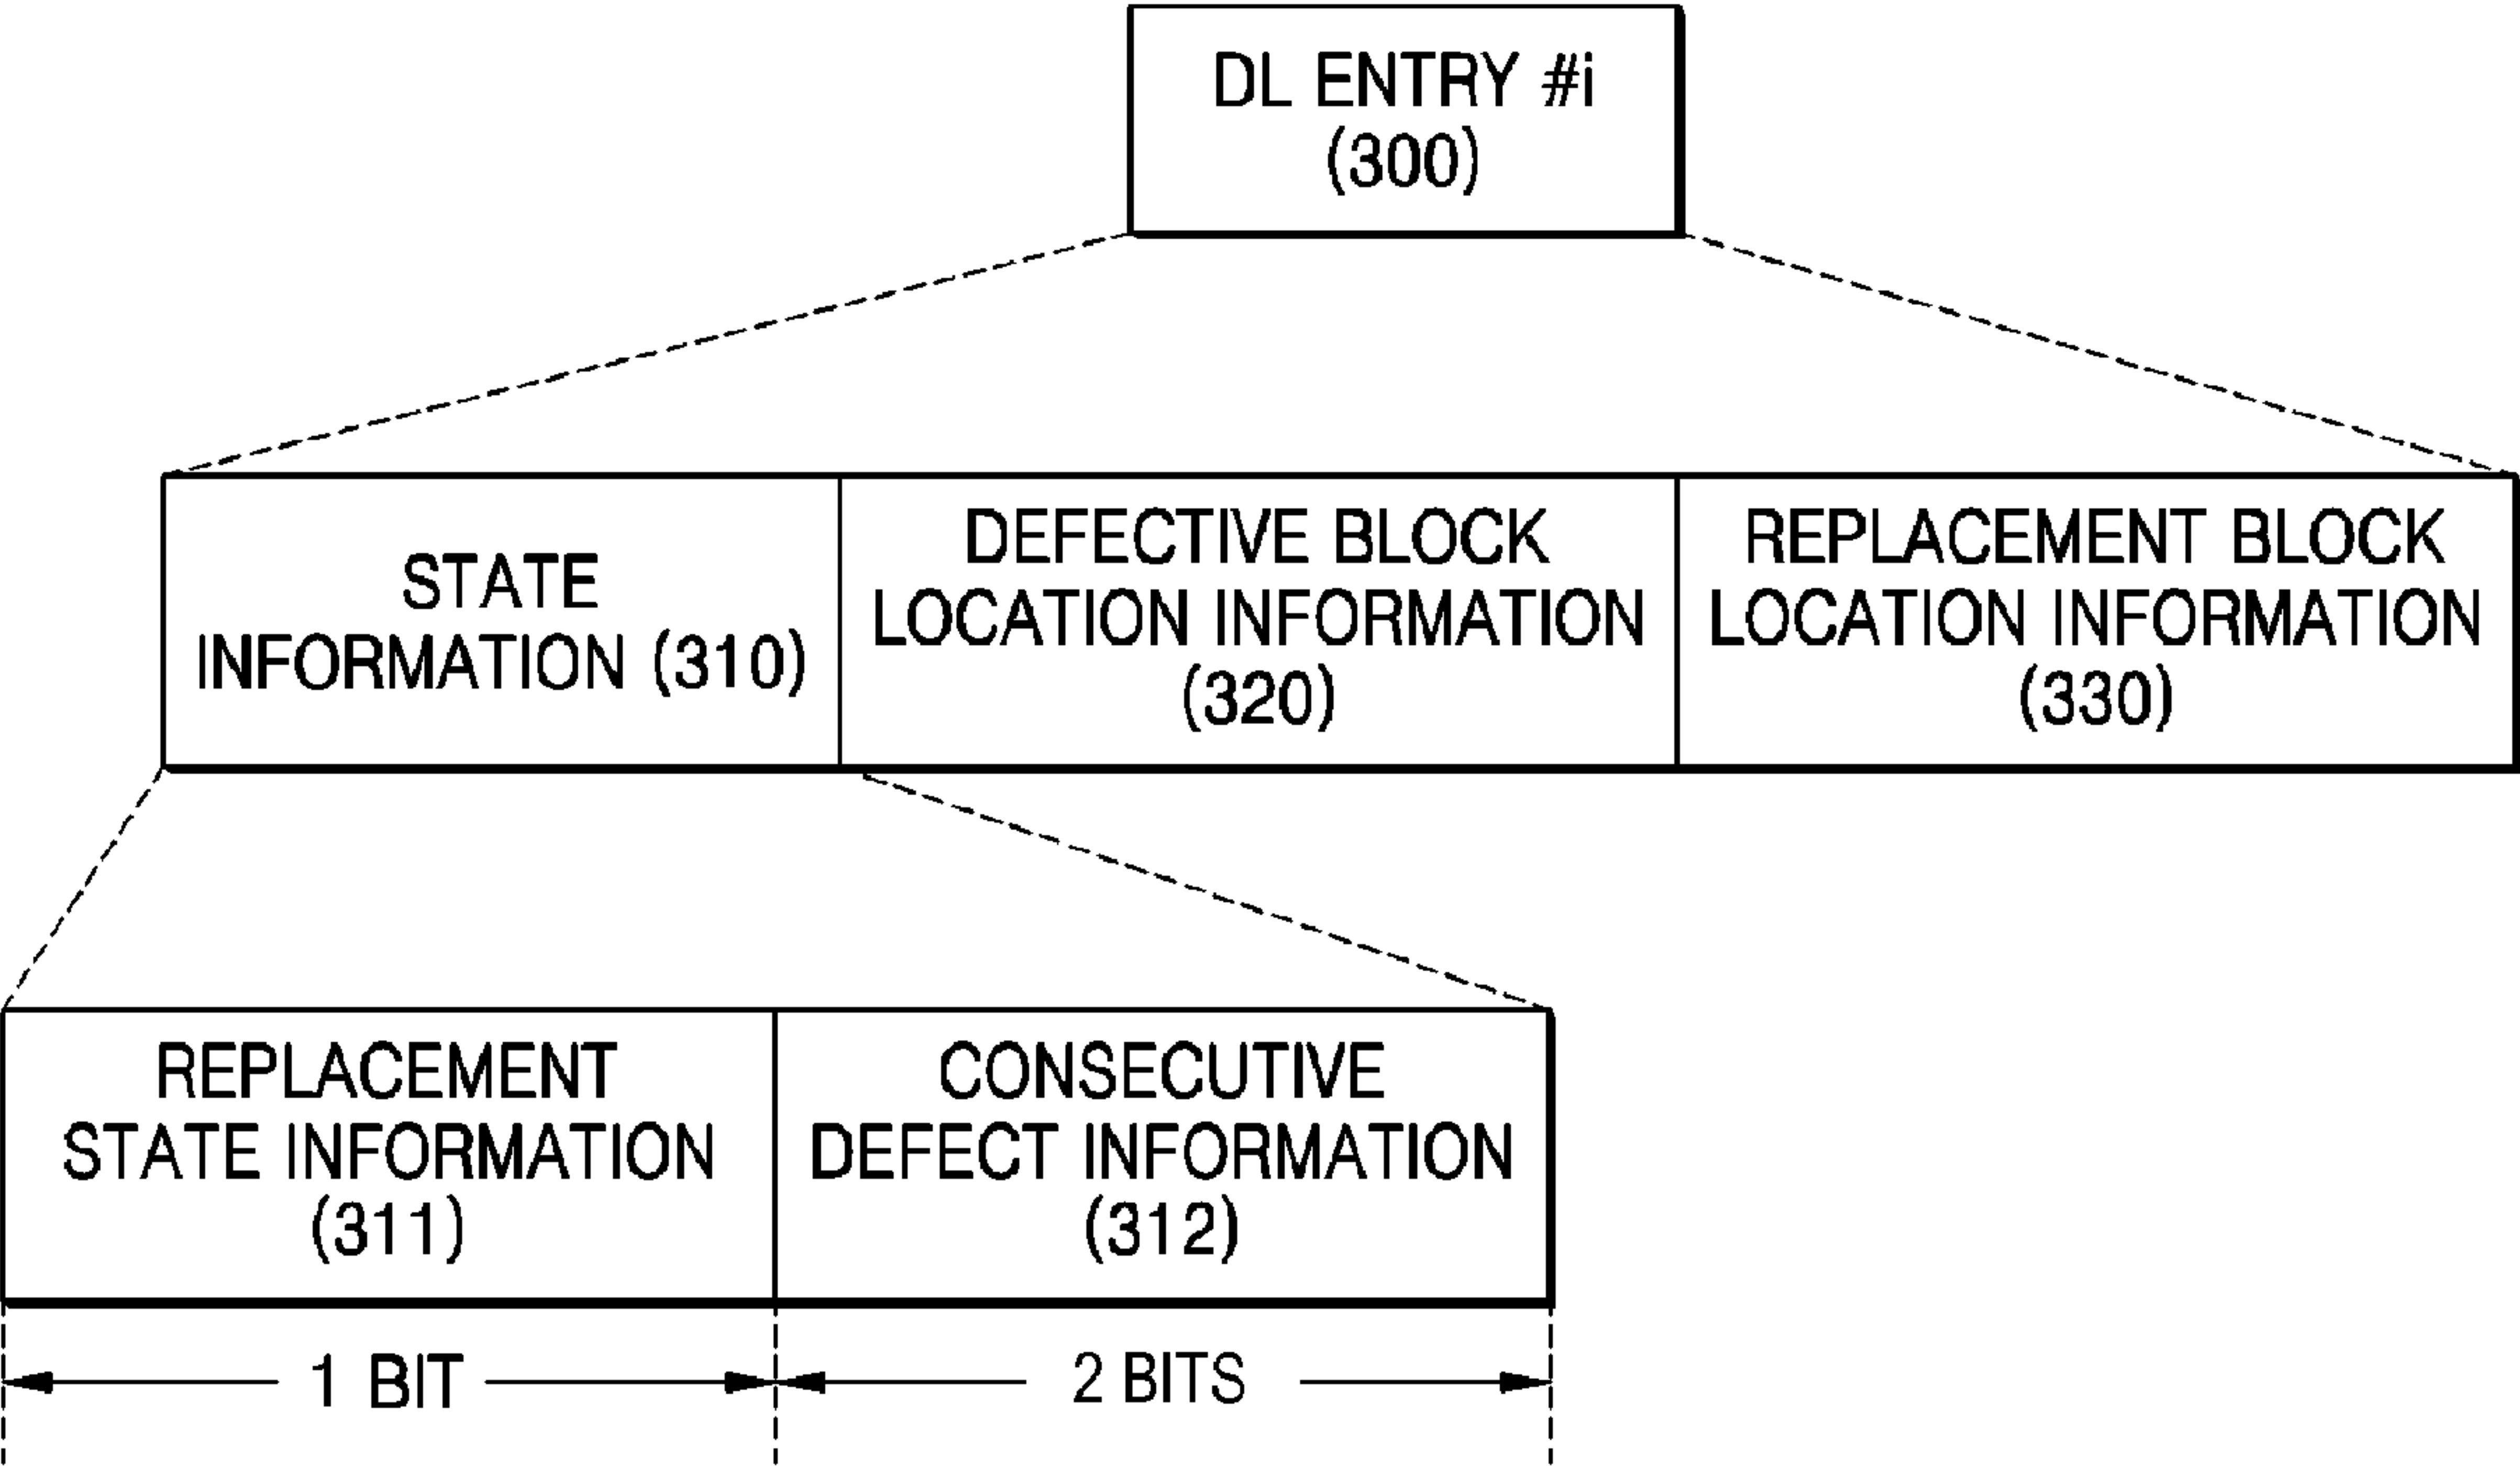 DL ENTRY #i
(300)
STATE
INFORMATION (310)
DEFECTIVE BLOCK
LOCATION INFORMATION
(320)
REPLACEMENT BLOCK
LOCATION INFORMATION
(330)
REPLACEMENT
STATE INFORMATION
(311)
CONSECUTIVE
DEFECT INFORMATION
(312)
1 BIT
2 BITS